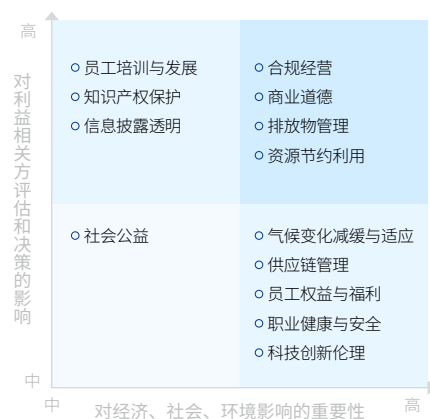 高
对利益相关方评估和决策的影响
员工培训与发展
知识产权保护
信息披露透明
合规经营
商业道德
排放物管理
资源节约利用
社会公益
气候变化减缓与适应
供应链管理
员工权益与福利
职业健康与安全
科技创新伦理
中
中
对经济、社会、环境影响的重要性
高